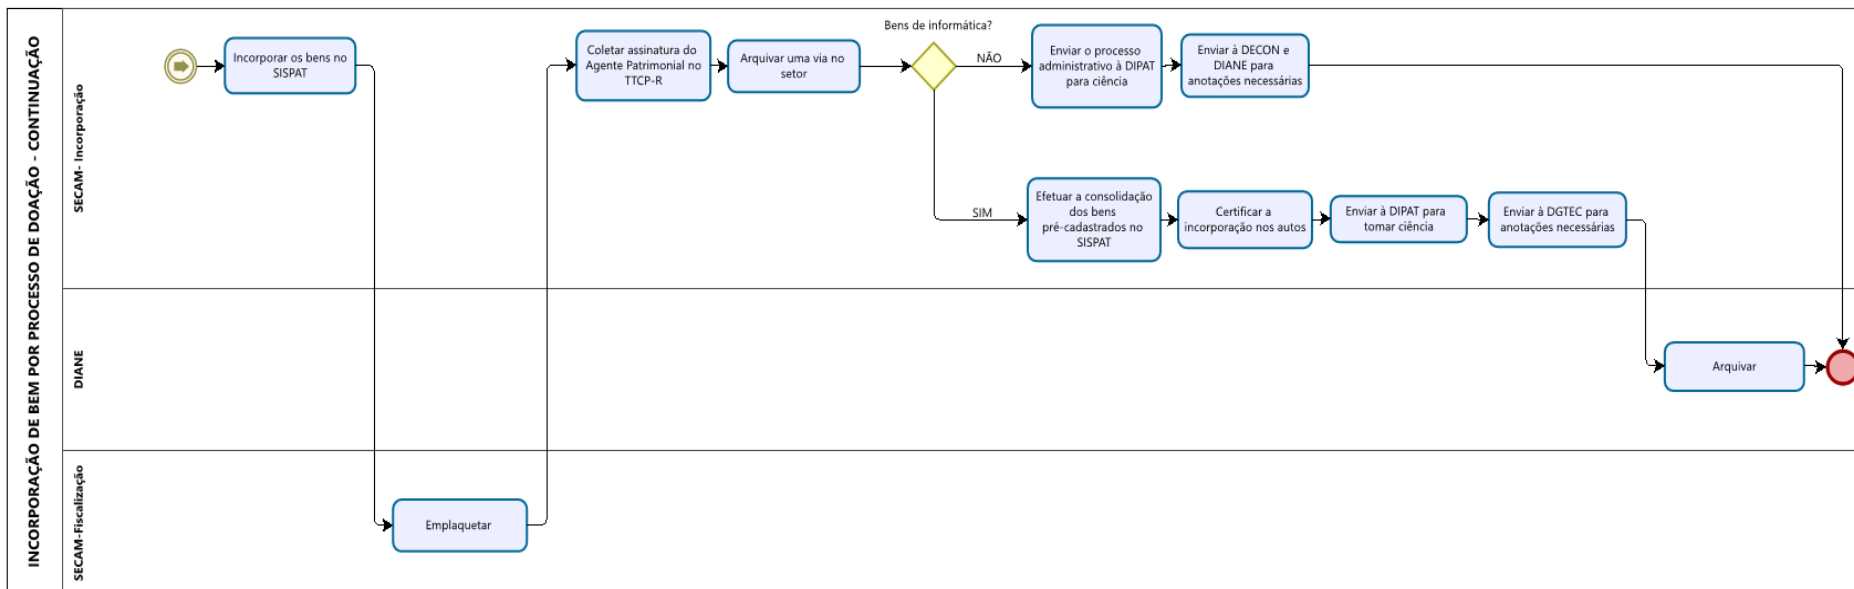 INCORPORAÇÃO DE BEM POR PROCESSO DE DOAÇÃO - CONTINUAÇÃO
SECAM- Incorporação
Incorporar os bens no
SISPAT
Coletar assinatura do
Agente Patrimonial no
TTCP-R
Arquivar uma via no
setor
Bens de informática?
NÃO
Enviar o processo
administrativo à DIPAT
para ciência
Enviar à DECON e
DIANE para
anotações necessárias
SIM
Efetuar a consolidação
dos bens
pré-cadastrados no
SISPAT
Certificar a
incorporação nos autos
Enviar à DIPAT para
tomar ciência
Enviar à DGTEC para
anotações necessárias
DIANE
Arquivar
SECAM-Fiscalização
Emplaquetar